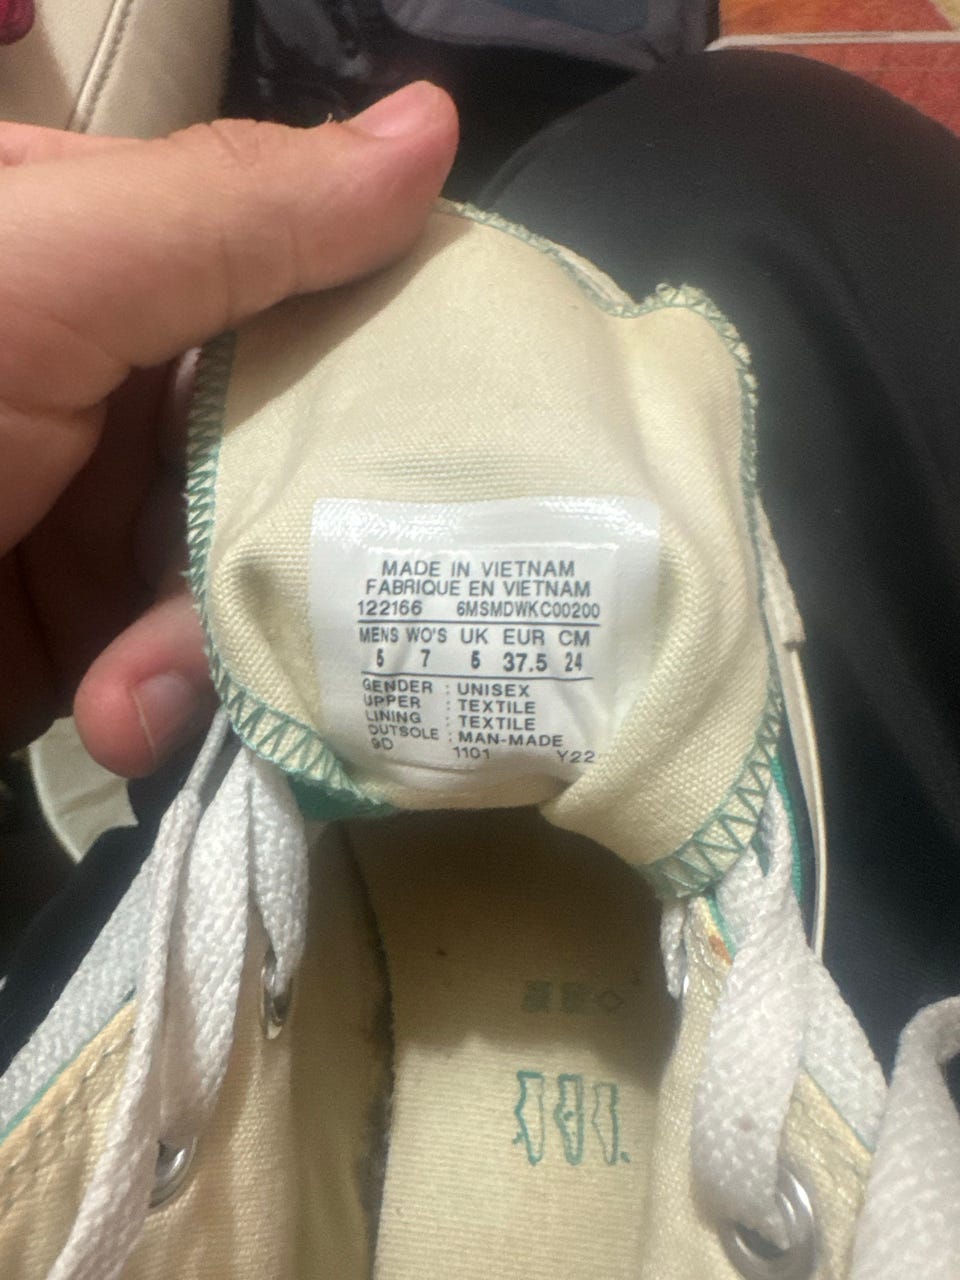 MADE IN VIETNAM
FABRIQUE EN VIETNAM
122166 6MSMDWKC00200
MENS WO'S UK EUR CM
5 7 5 37.5 24
GENDER : UNISEX
UPPER : TEXTILE
LINING : TEXTILE
OUTSOLE : MAN-MADE
9D 1101 Y22